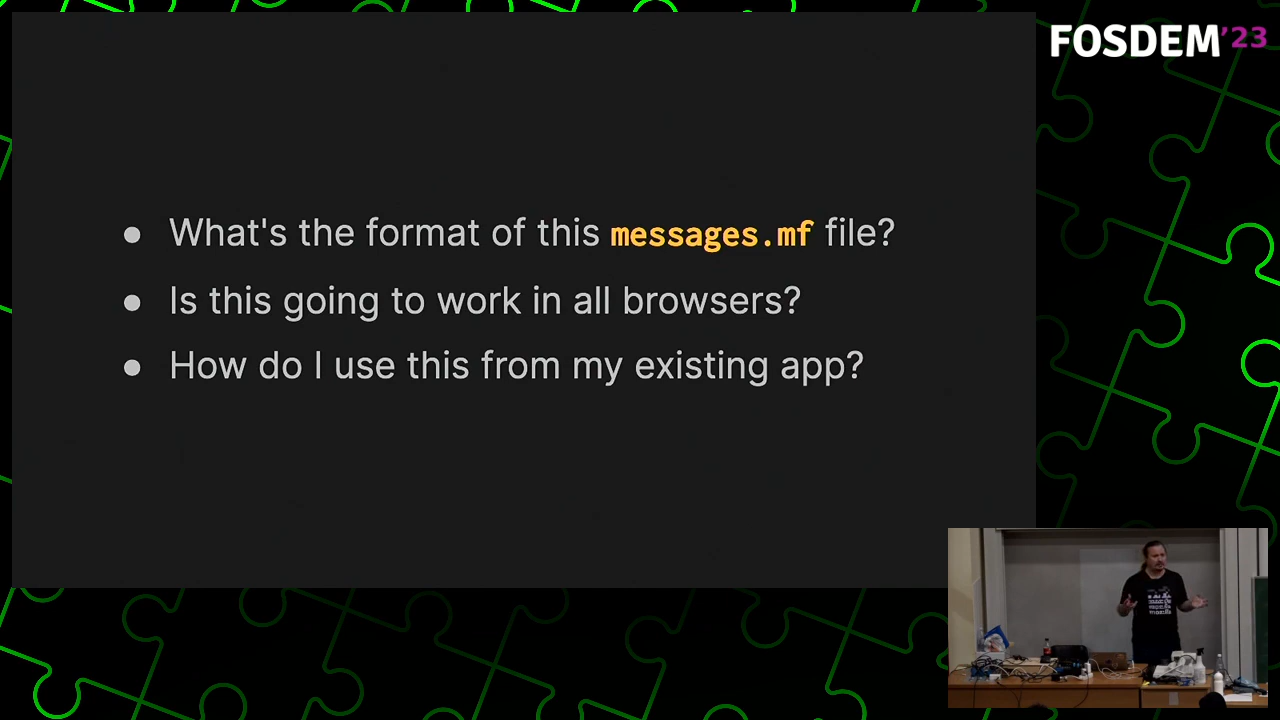 FOSDEM'23
What's the format of this messages.mf file?
Is this going to work in all browsers?
How do I use this from my existing app?